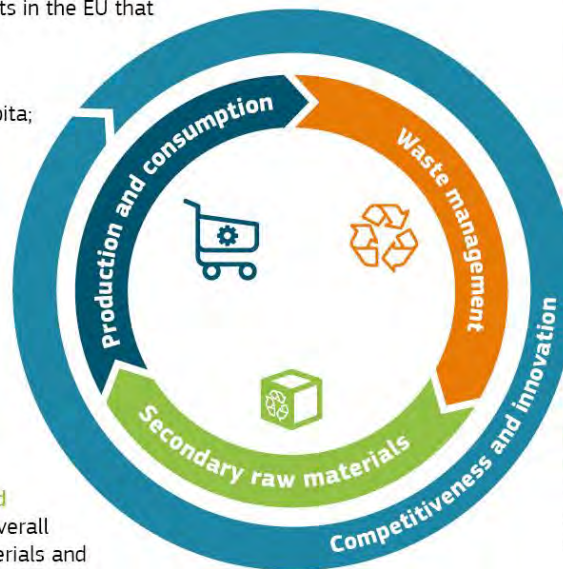 ts in the EU that
ita;
Production and consumption
Waste management
Secondary raw materials
Competitiveness and innovation
d
verall
erials and